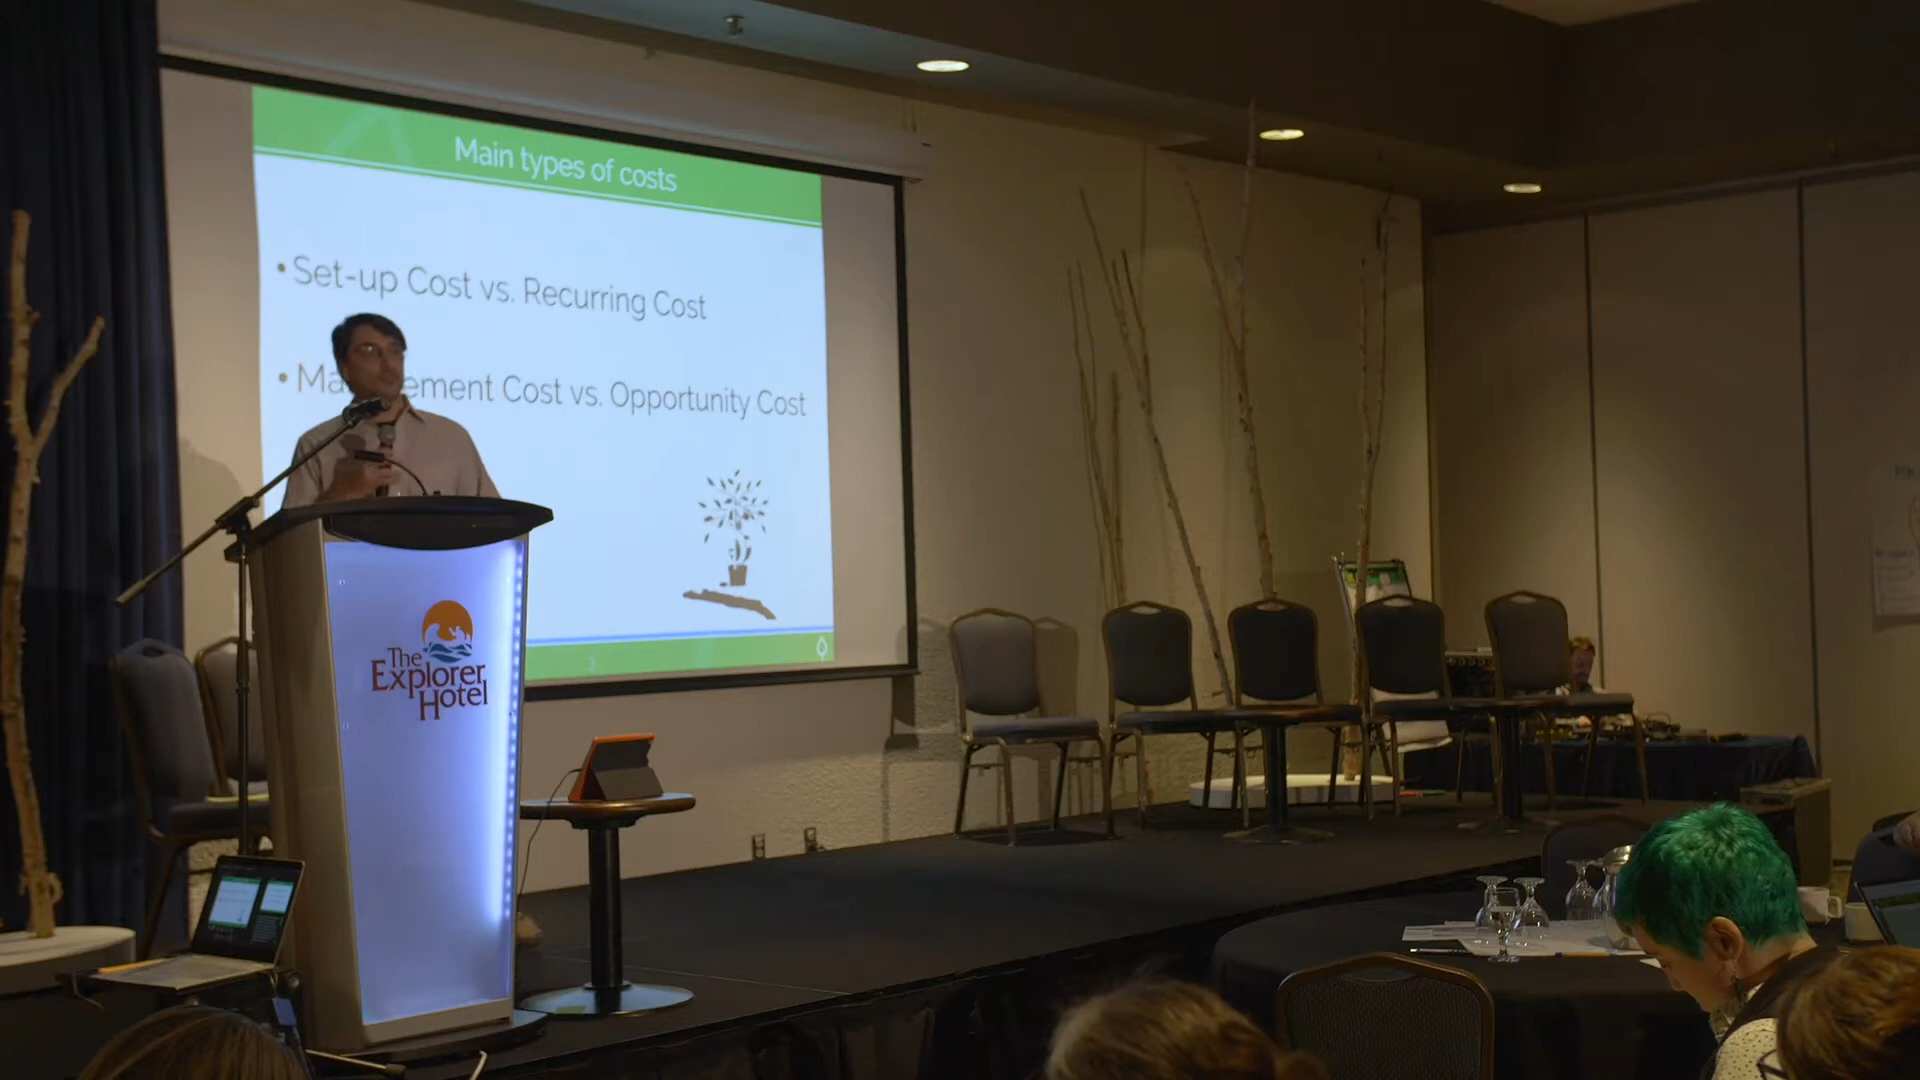 Main types of costs
• Set-up Cost vs. Recurring Cost
• Ma ement Cost vs. Opportunity Cost
3
The
Explorer
Hotel